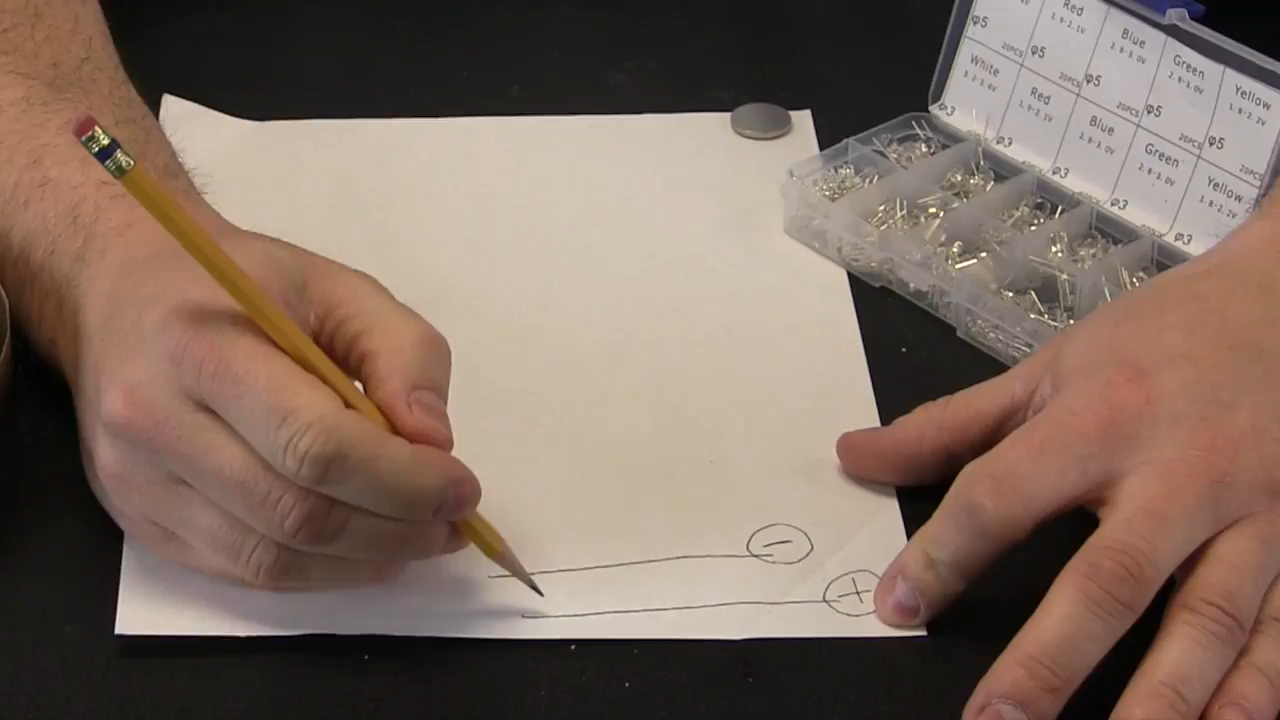 φ5
20PCS
Red
1. 9-2. 1V
φ5
20PCS
Blue
2. 8-3. 0V
φ5
20PCS
Green
2. 8-3. 0V
φ5
20PCS
Yellow
1. 8-2. 2V
φ5
20PCS
White
3. 2-3. 4V
φ3
Red
1. 9-2. 1V
φ3
Blue
2. 8-3. 0V
φ3
Green
2. 8-3. 0V
φ3
Yellow
1. 8-2. 2V
φ3
-
+